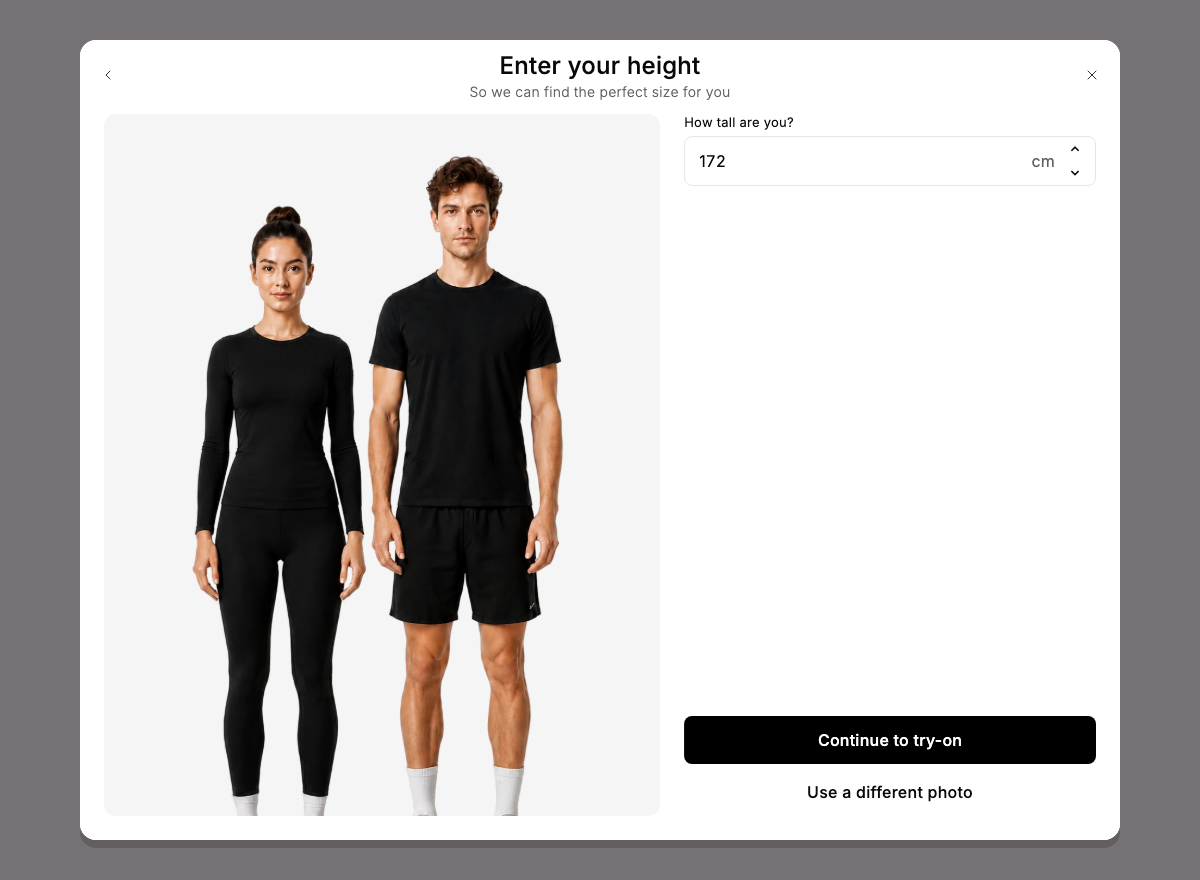 Enter your height
So we can find the perfect size for you
How tall are you?
172 cm
Continue to try-on
Use a different photo